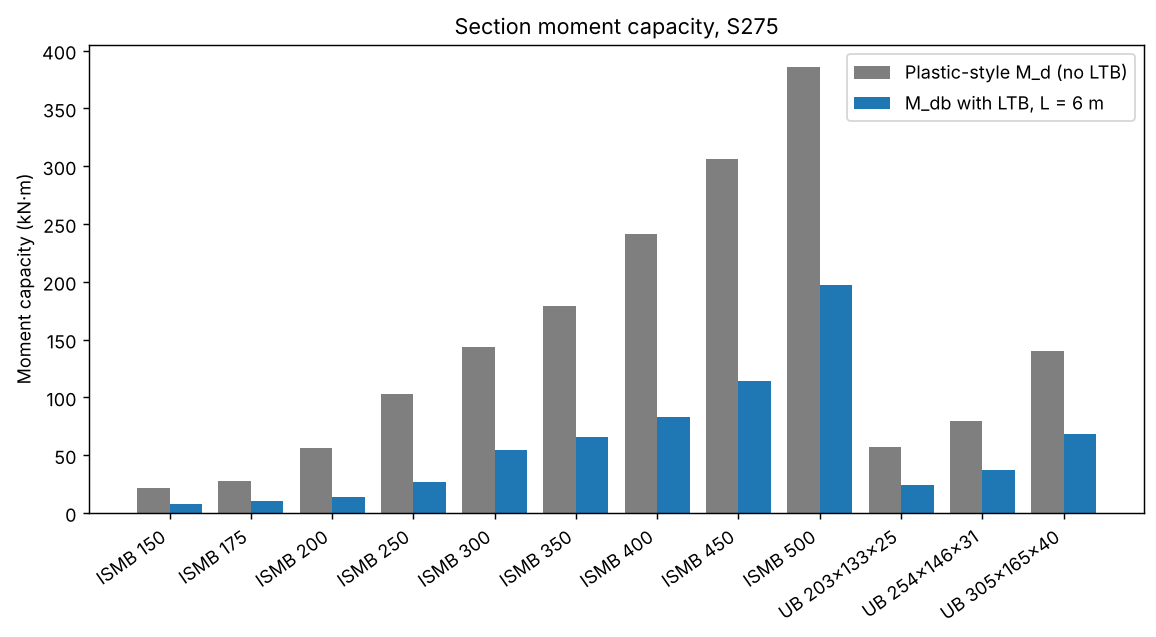 Section moment capacity, S275
Plastic-style M_d (no LTB)
M_db with LTB, L = 6 m
Moment capacity (kN·m)
400
350
300
250
200
150
100
50
0
ISMB 150
ISMB 175
ISMB 200
ISMB 250
ISMB 300
ISMB 350
ISMB 400
ISMB 450
ISMB 500
UB 203×133×25
UB 254×146×31
UB 305×165×40